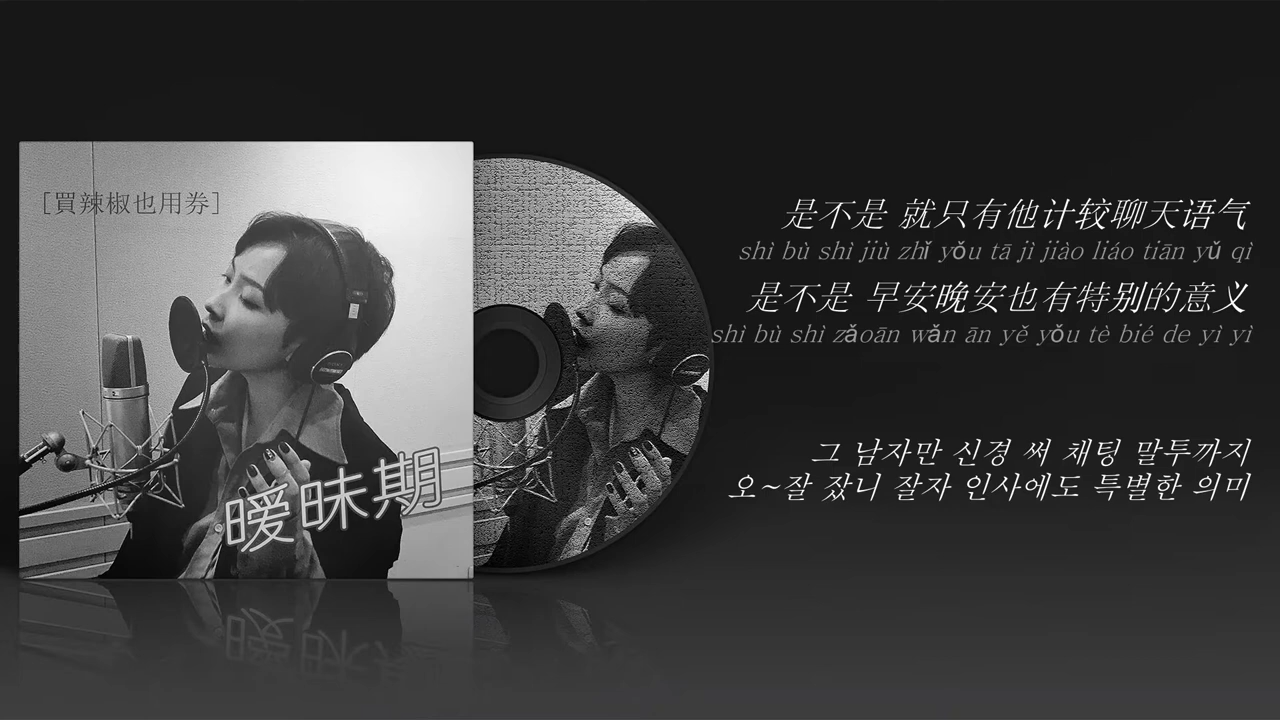 [買辣椒也用券]
曖昧期
是不是 就只有他计较聊天语气
shì bù shì jiù zhǐ yǒu tā jì jiào liáo tiān yǔ qì
是不是 早安晚安也有特别的意义
shì bù shì zǎoān wǎn ān yě yǒu tè bié de yì yì
그 남자만 신경 써 채팅 말투까지
오~잘 잤니 잘자 인사에도 특별한 의미